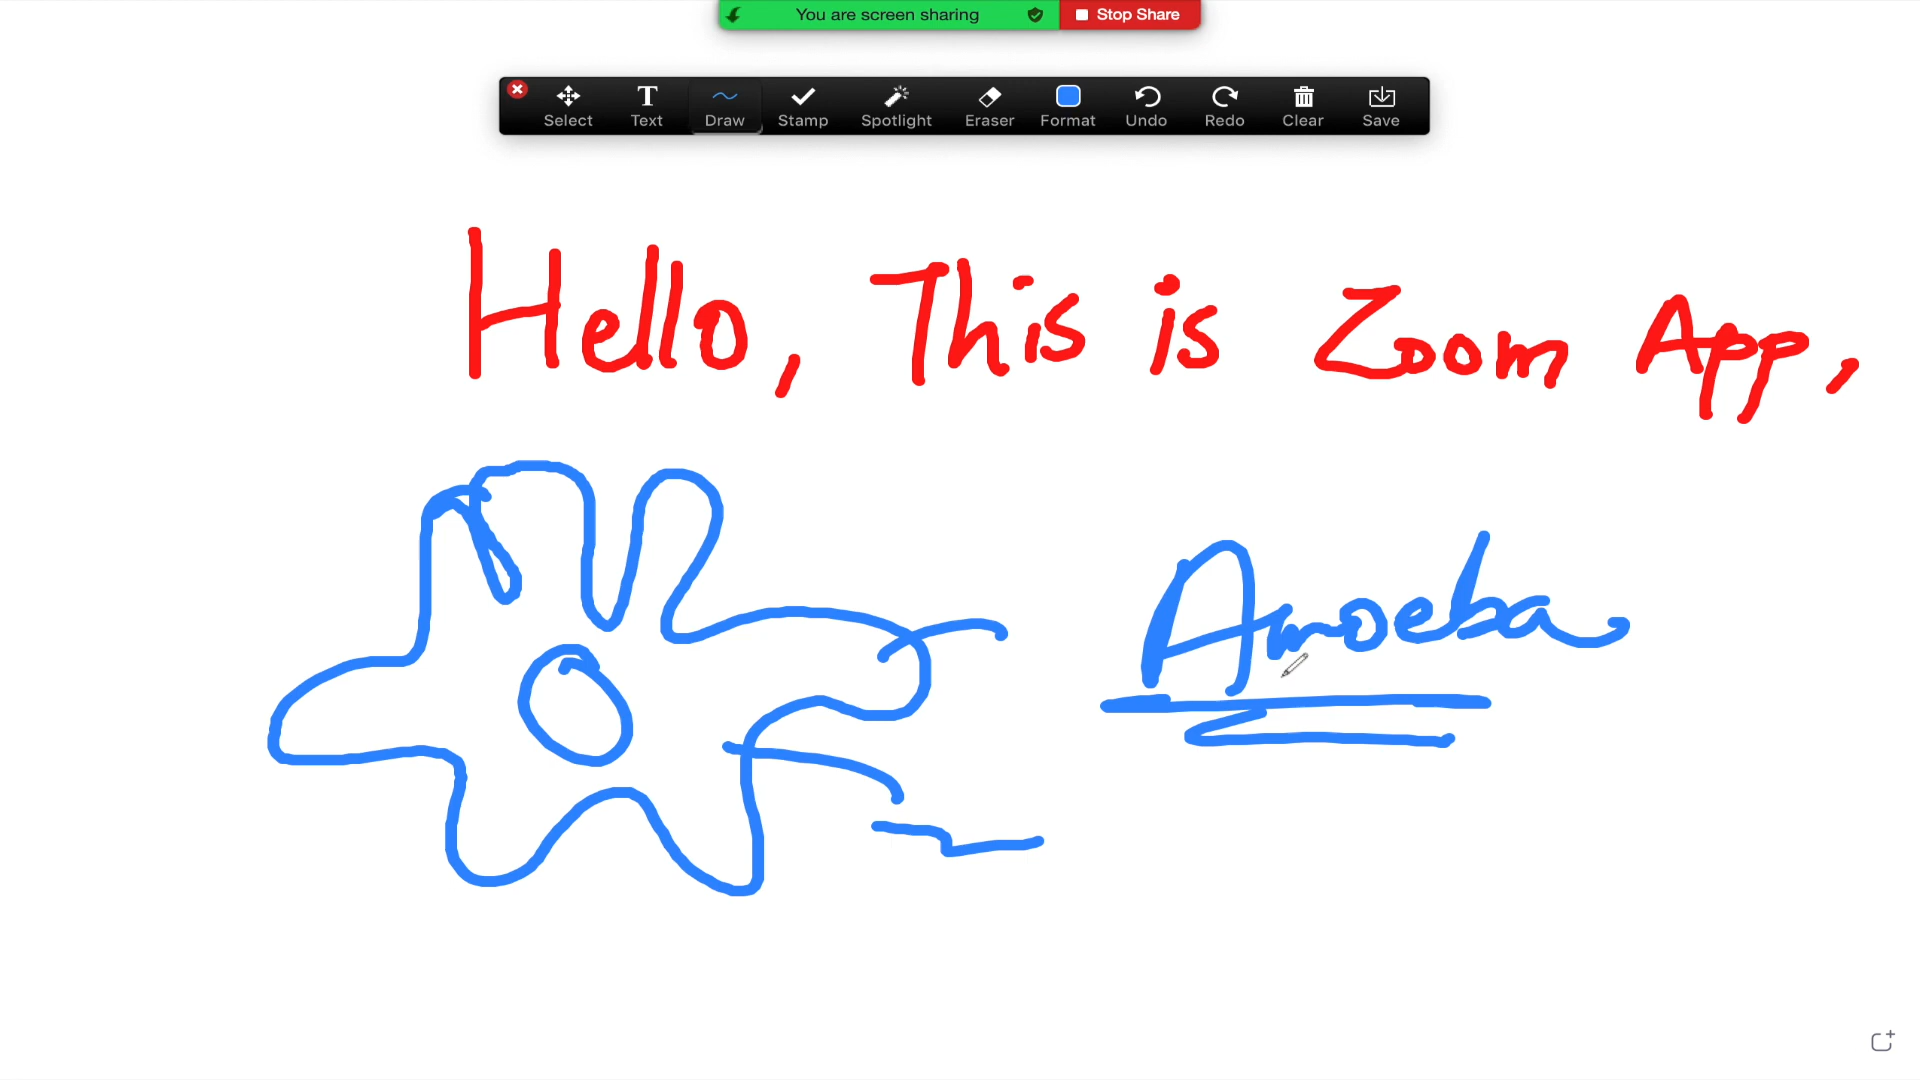 You are screen sharing Stop Share
Select Text Draw Stamp Spotlight Eraser Format Undo Redo Clear Save
Hello, This is Zoom App,
Amoeba